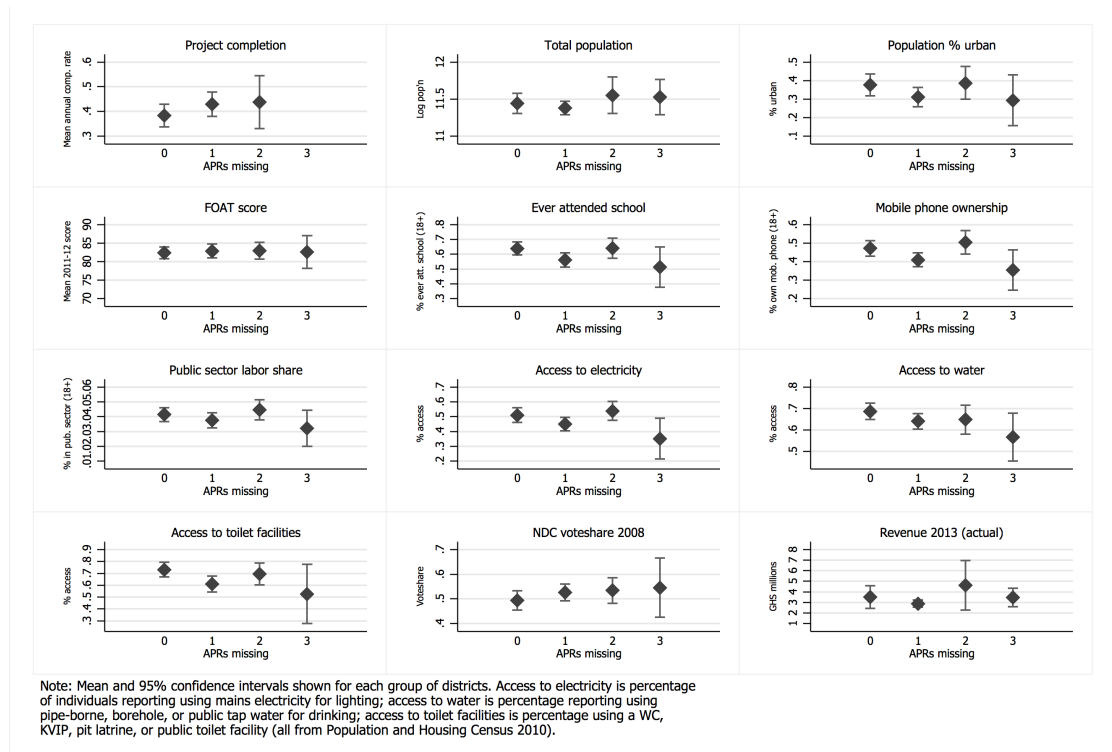 Project completion
Mean annual comp. rate
.3 .4 .5 .6
0 1 2 3
APRs missing
Total population
Log popp'n
11 11.5 12
0 1 2 3
APRs missing
Population % urban
% urban
.1 .2 .3 .4 .5
0 1 2 3
APRs missing
FOAT score
Mean 2011-12 score
70 75 80 85 90
0 1 2 3
APRs missing
Ever attended school
% ever att. school (18+)
.3 .4 .5 .6 .7 .8
0 1 2 3
APRs missing
Mobile phone ownership
% own mob. phone (18+)
.2 .3 .4 .5 .6
0 1 2 3
APRs missing
Public sector labor share
% in pub. sector (18+)
.01.02.03.04.05.06
0 1 2 3
APRs missing
Access to electricity
% access
.2 .3 .4 .5 .6 .7
0 1 2 3
APRs missing
Access to water
% access
.5 .6 .7 .8
0 1 2 3
APRs missing
Access to toilet facilities
% access
.3 .4 .5 .6 .7 .8 .9
0 1 2 3
APRs missing
NDC voteshare 2008
Voteshare
.4 .5 .6 .7
0 1 2 3
APRs missing
Revenue 2013 (actual)
GHS millions
1 2 3 4 5 6 7 8
0 1 2 3
APRs missing
Note: Mean and 95% confidence intervals shown for each group of districts. Access to electricity is percentage
of individuals reporting using mains electricity for lighting; access to water is percentage reporting using
pipe-borne, borehole, or public tap water for drinking; access to toilet facilities is percentage using a WC,
KVIP, pit latrine, or public toilet facility (all from Population and Housing Census 2010).